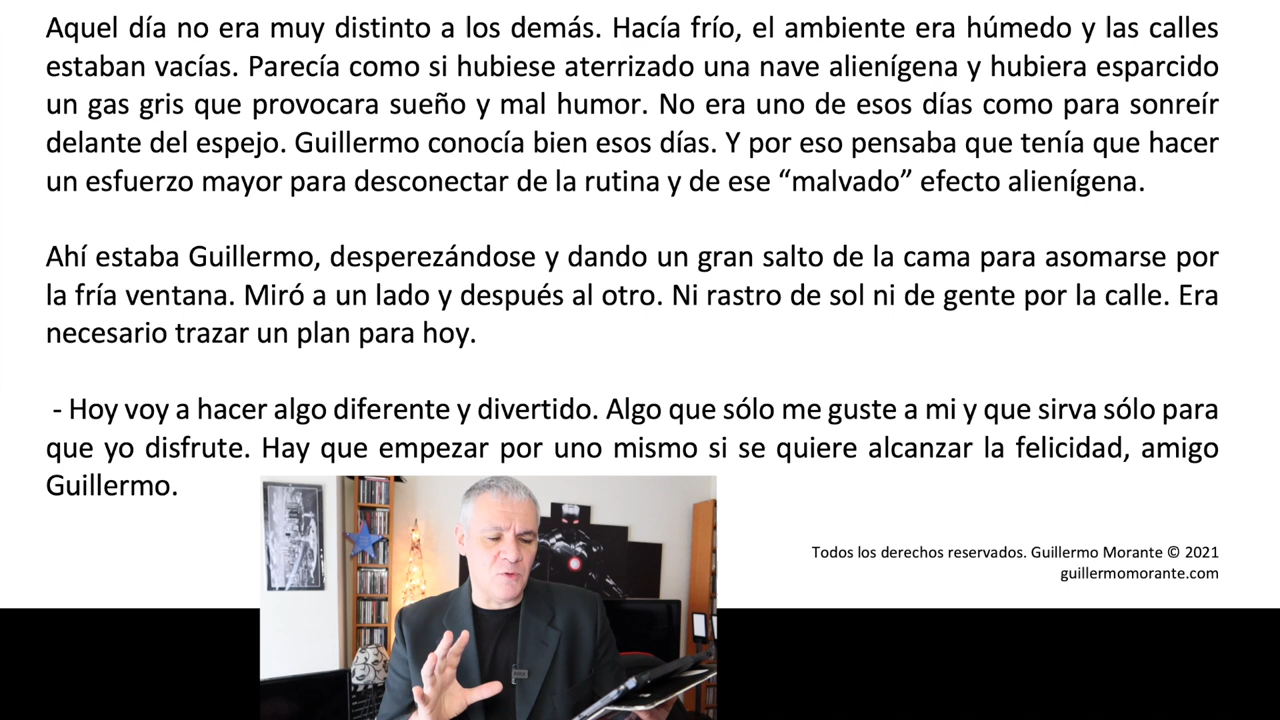 Aquel día no era muy distinto a los demás. Hacía frío, el ambiente era húmedo y las calles
estaban vacías. Parecía como si hubiese aterrizado una nave alienígena y hubiera esparcido
un gas gris que provocara sueño y mal humor. No era uno de esos días como para sonreír
delante del espejo. Guillermo conocía bien esos días. Y por eso pensaba que tenía que hacer
un esfuerzo mayor para desconectar de la rutina y de ese “malvado” efecto alienígena.
Ahí estaba Guillermo, desperezándose y dando un gran salto de la cama para asomarse por
la fría ventana. Miró a un lado y después al otro. Ni rastro de sol ni de gente por la calle. Era
necesario trazar un plan para hoy.
- Hoy voy a hacer algo diferente y divertido. Algo que sólo me guste a mi y que sirva sólo para
que yo disfrute. Hay que empezar por uno mismo si se quiere alcanzar la felicidad, amigo
Guillermo.
Todos los derechos reservados. Guillermo Morante © 2021
guillermomorante.com